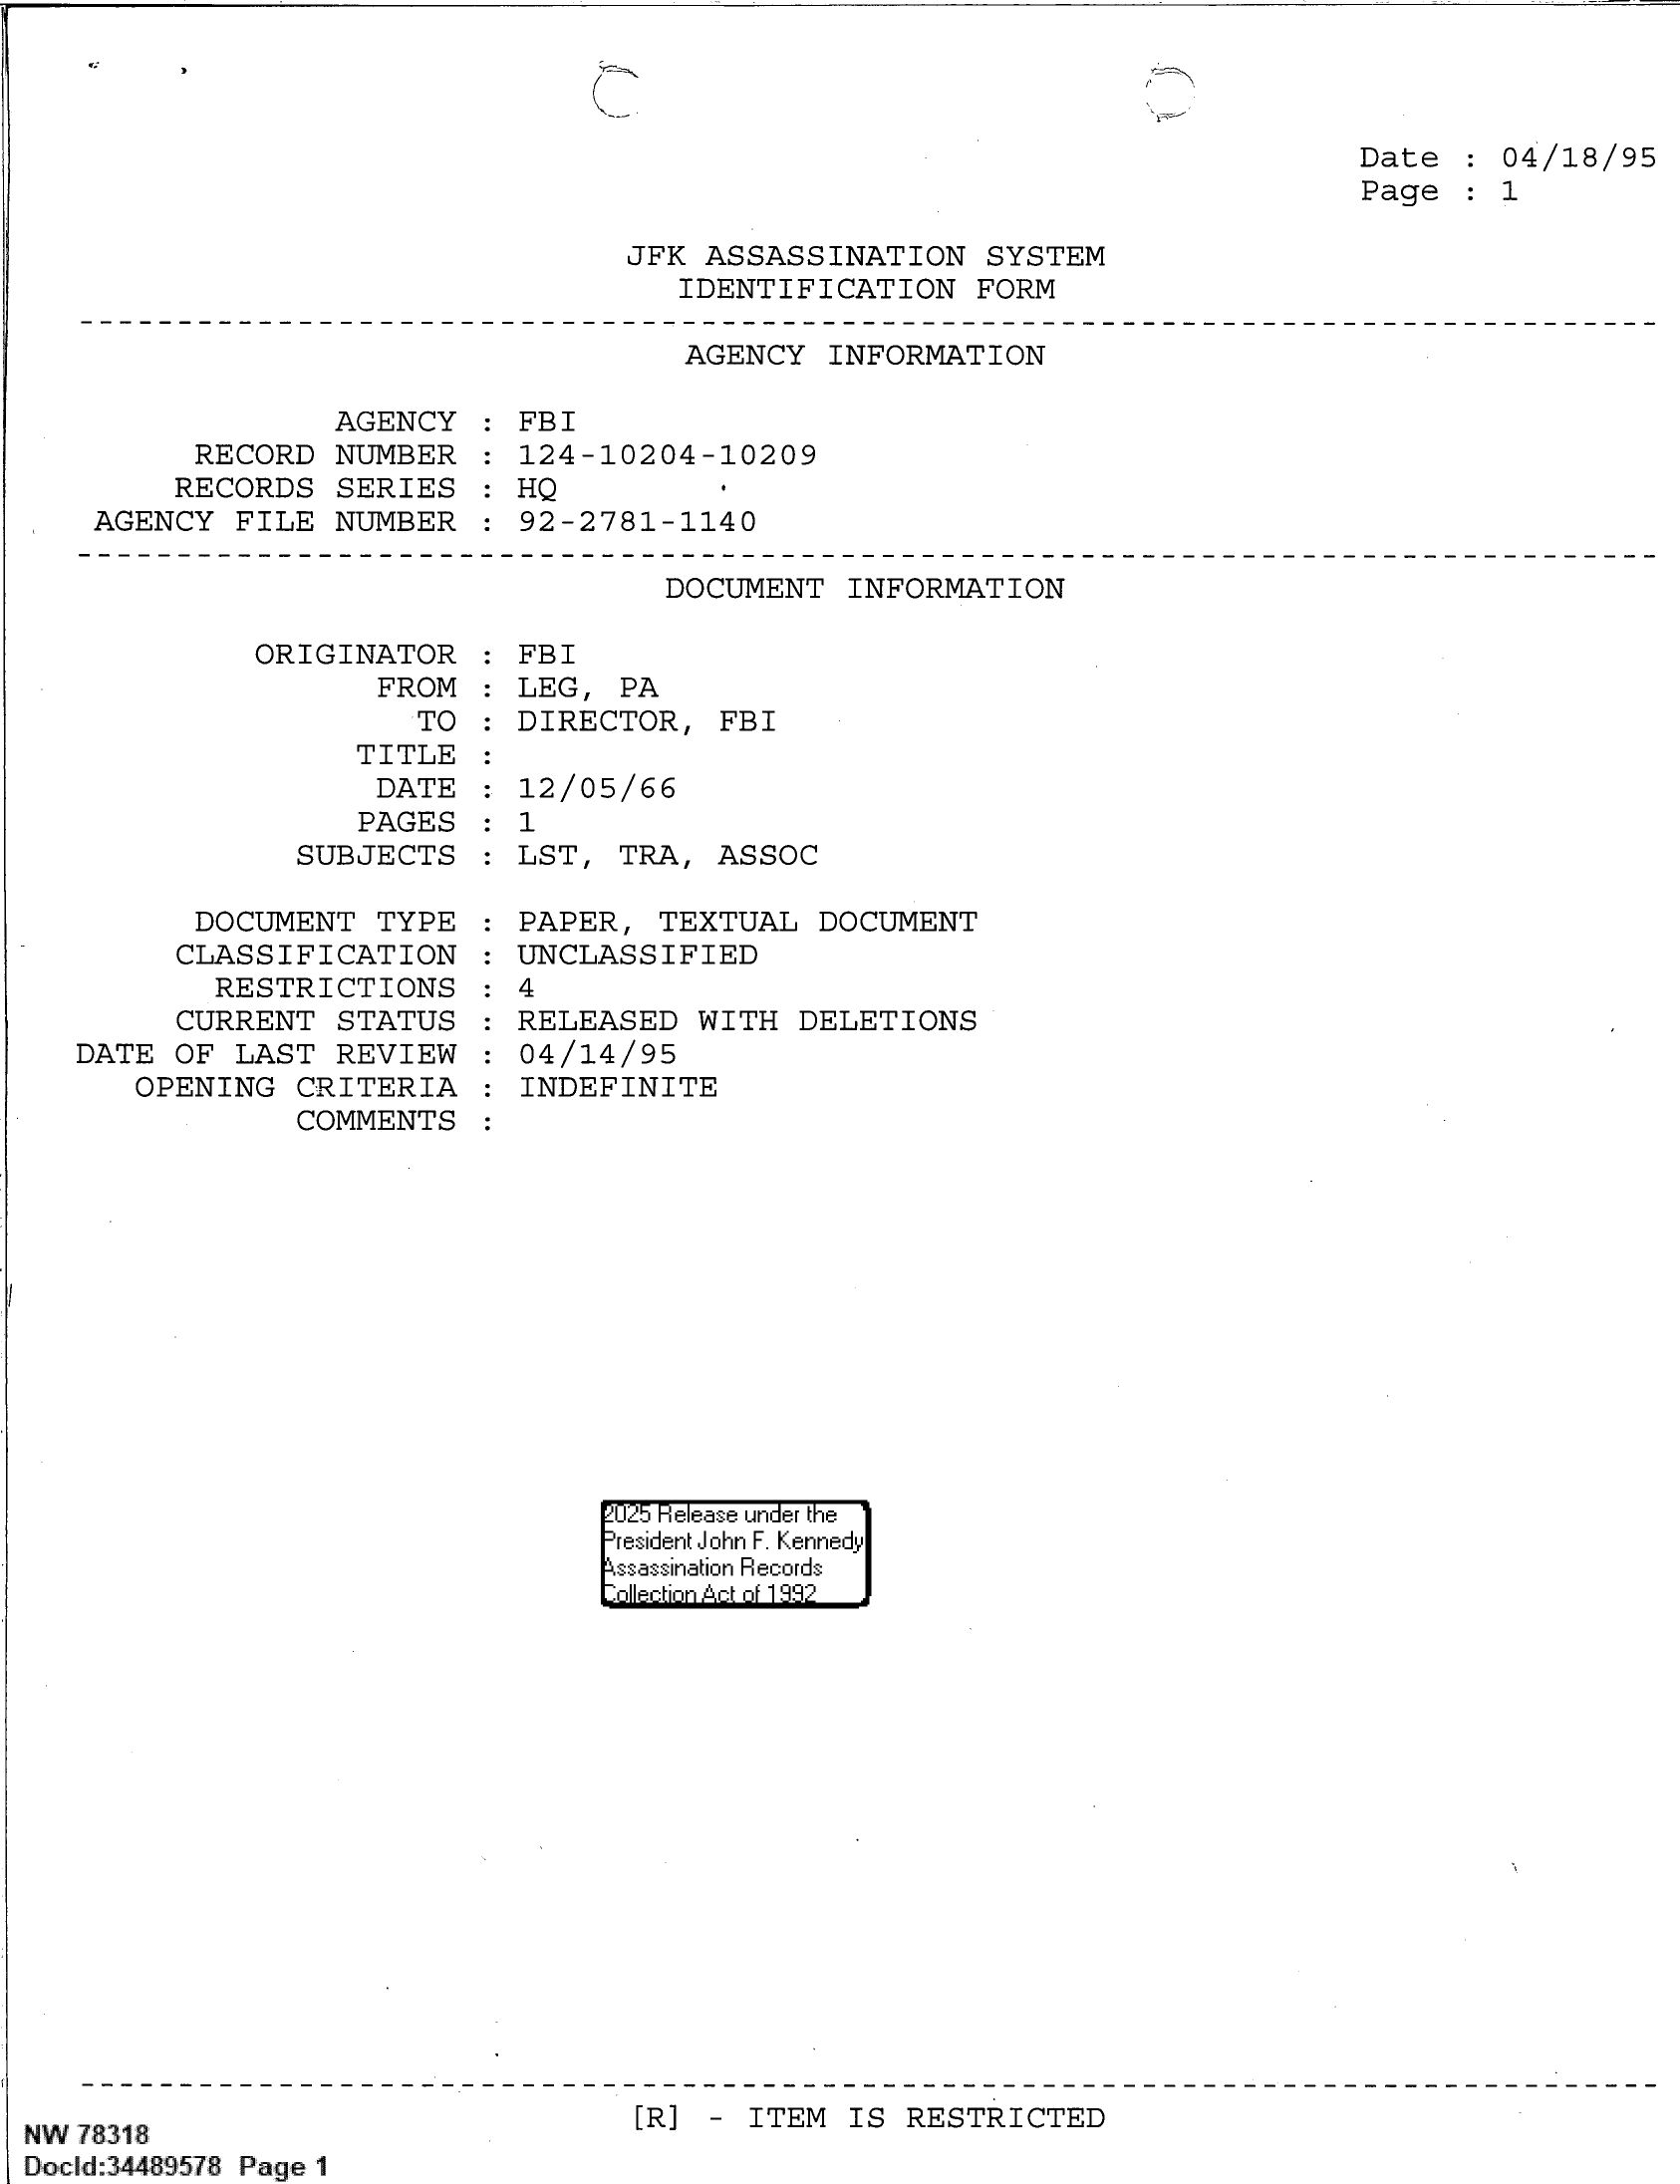 Date : 04/18/95
Page : 1
JFK ASSASSINATION SYSTEM
IDENTIFICATION FORM
--------------------------------------------------------------------------------
AGENCY INFORMATION
AGENCY : FBI
RECORD NUMBER : 124-10204-10209
RECORDS SERIES : HQ
AGENCY FILE NUMBER : 92-2781-1140
--------------------------------------------------------------------------------
DOCUMENT INFORMATION
ORIGINATOR : FBI
FROM : LEG, PA
TO : DIRECTOR, FBI
TITLE :
DATE : 12/05/66
PAGES : 1
SUBJECTS : LST, TRA, ASSOC
DOCUMENT TYPE : PAPER, TEXTUAL DOCUMENT
CLASSIFICATION : UNCLASSIFIED
RESTRICTIONS : 4
CURRENT STATUS : RELEASED WITH DELETIONS
DATE OF LAST REVIEW : 04/14/95
OPENING CRITERIA : INDEFINITE
COMMENTS :
2025 Release under the
President John F. Kennedy
Assassination Records
Collection Act of 1992
--------------------------------------------------------------------------------
[R] - ITEM IS RESTRICTED
NW 78318
DocId:34489578 Page 1